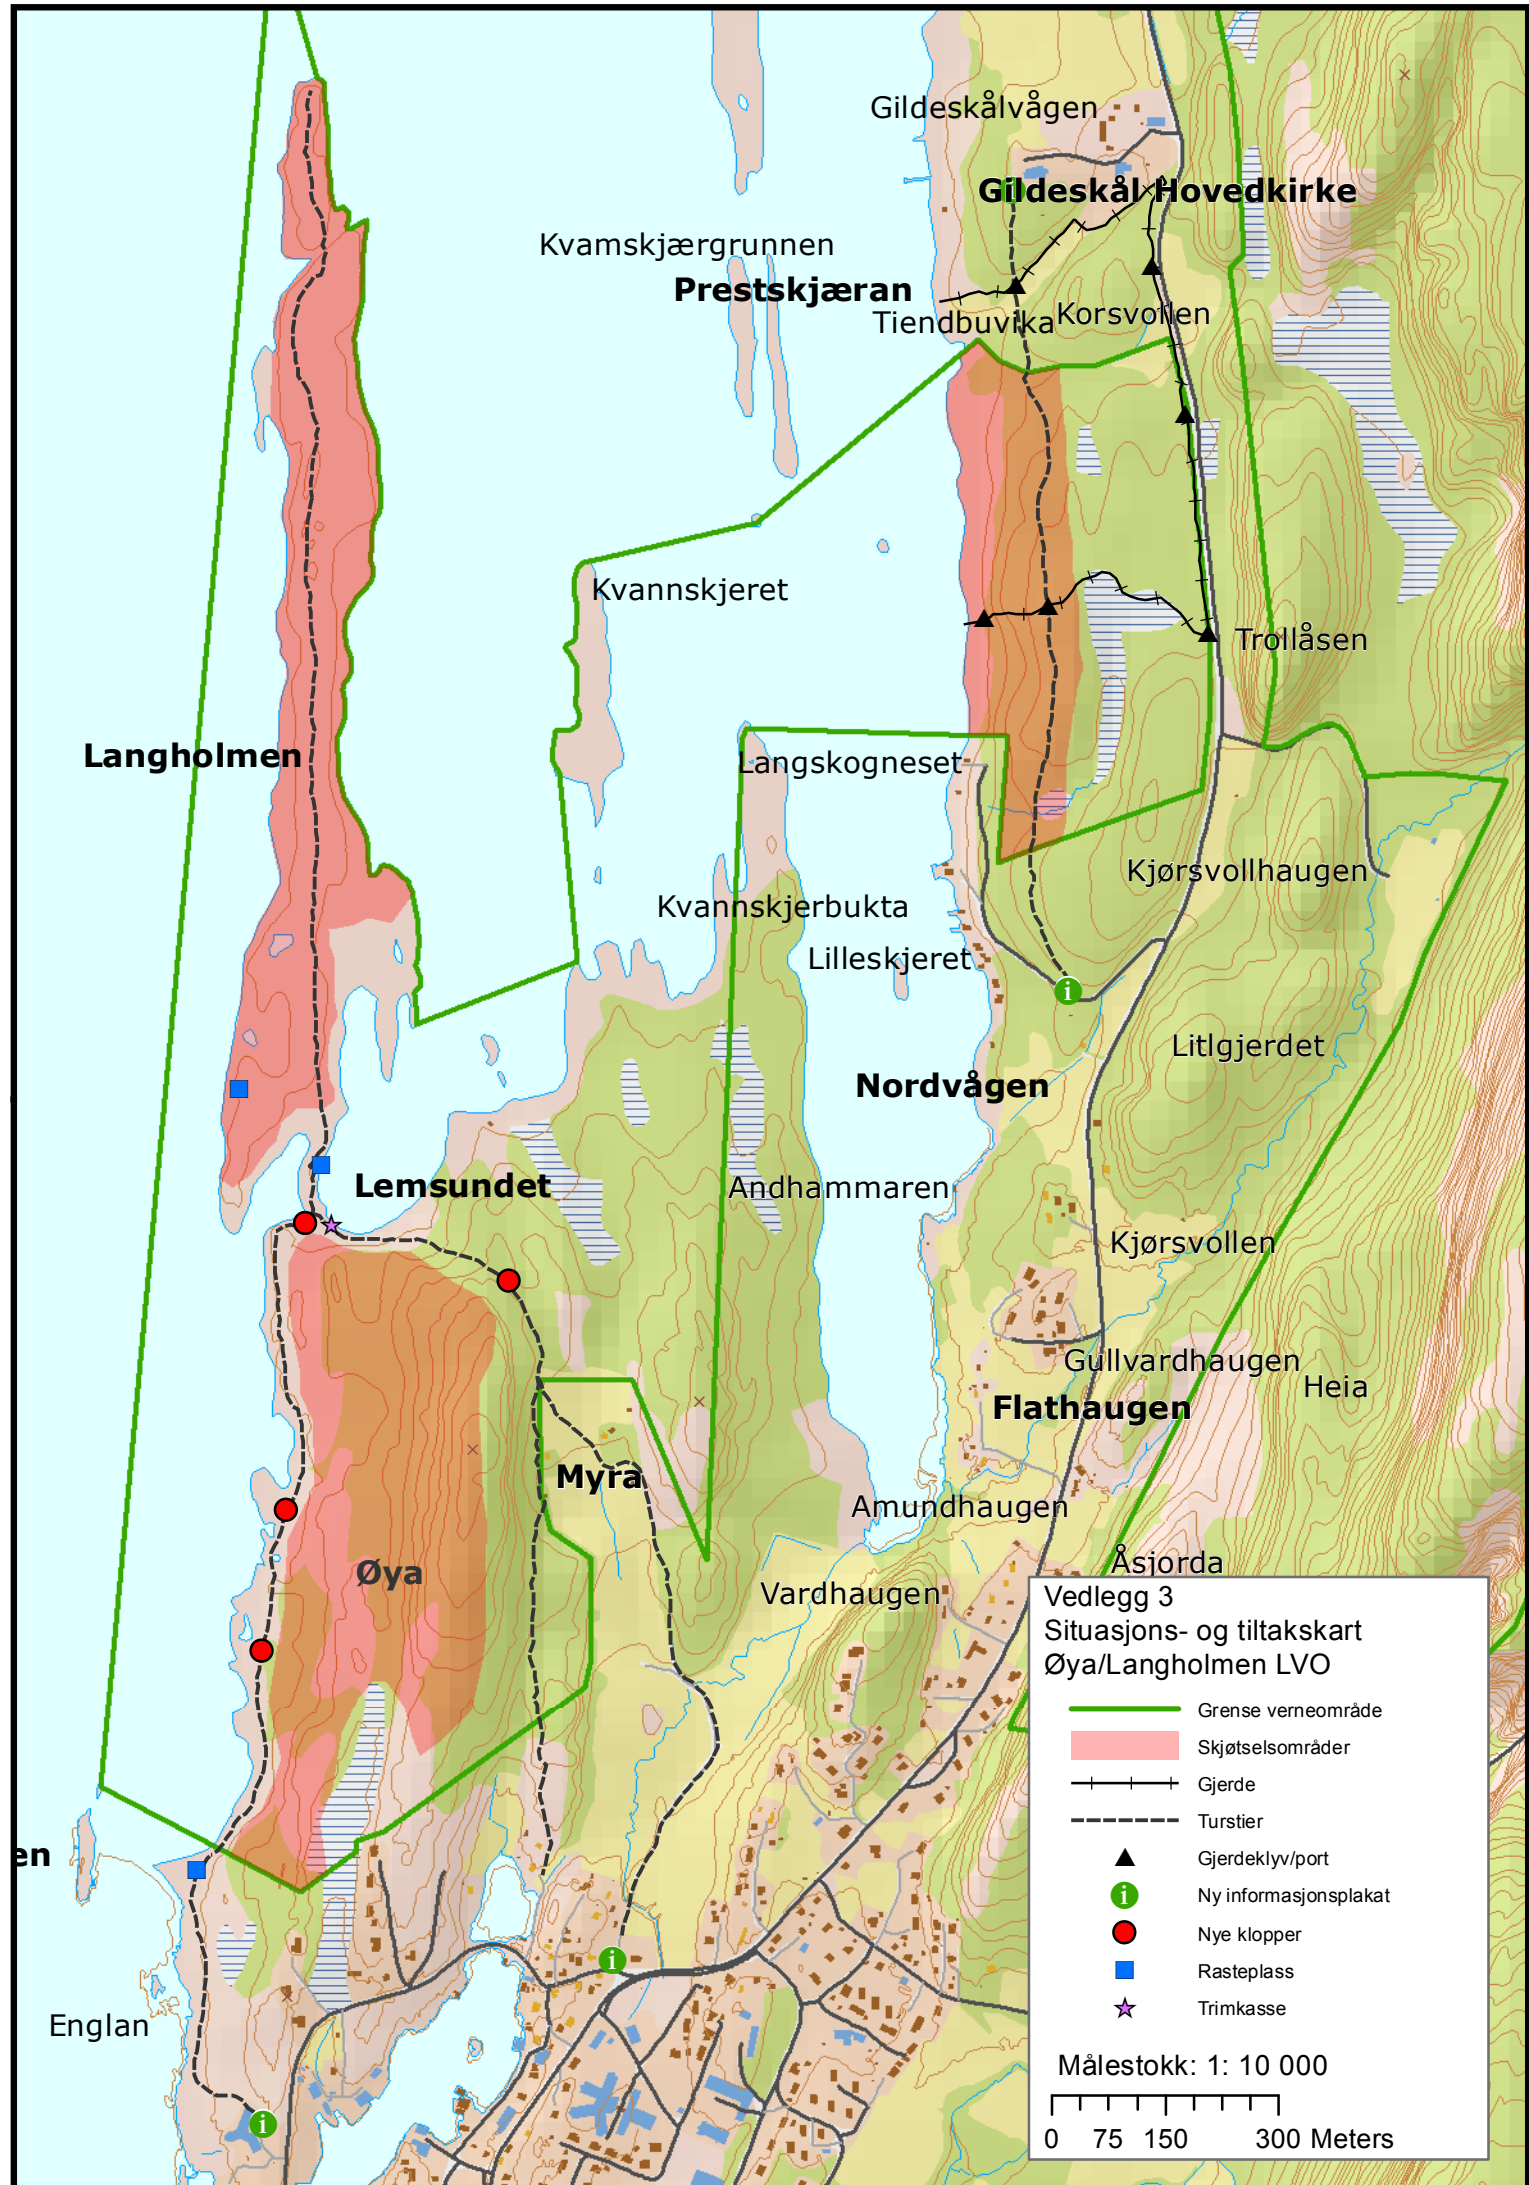 Gildeskålvågen
Gildeskål Hovedkirke
Kvamskjærgrunnen
Prestskjæran
Tiendbuvika
Korsvollen
Kvannskjeret
Trollåsen
Langholmen
Langskogneset
Kjørsvollhaugen
Kvannskjerbukta
Lilleskjeret
i
Litlgjerdet
Nordvågen
Lemsundet
Andhammaren
Kjørsvollen
Gullvardhaugen
Heia
Flathaugen
Myra
Amundhaugen
Øya
Åsjorda
Vardhaugen
en
i
Englan
i
Vedlegg 3
Situasjons- og tiltakskart
Øya/Langholmen LVO
Grense verneområde
Skjøtselsområder
Gjerde
Turstier
Gjerdeklyv/port
i Ny informasjonsplakat
Nye klopper
Rasteplass
Trimkasse
Målestokk: 1: 10 000
0 75 150 300 Meters